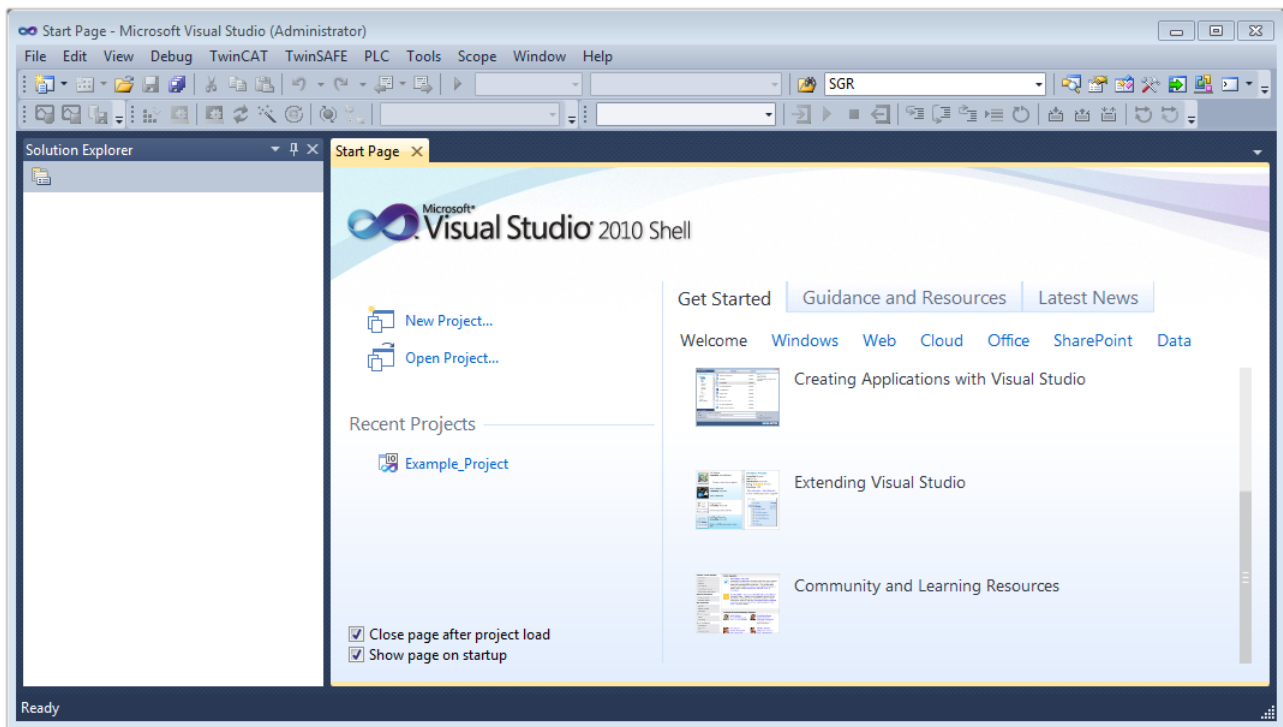 Start Page - Microsoft Visual Studio (Administrator)
File Edit View Debug TwinCAT TwinSAFE PLC Tools Scope Window Help
SGR
Solution Explorer
Start Page
Microsoft
Visual Studio 2010 Shell
Get Started Guidance and Resources Latest News
New Project...
Open Project...
Welcome Windows Web Cloud Office SharePoint Data
Creating Applications with Visual Studio
Recent Projects
Example_Project
Extending Visual Studio
Community and Learning Resources
Close page after project load
Show page on startup
Ready